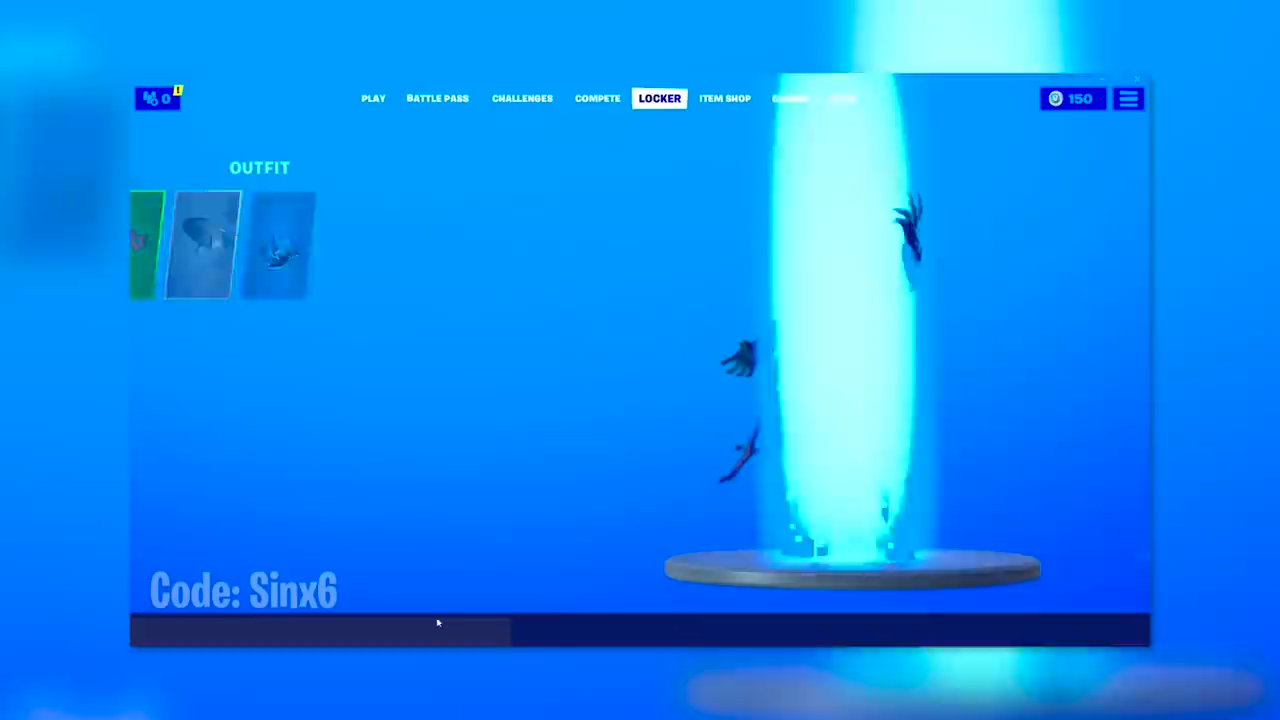 0 !
PLAY BATTLE PASS CHALLENGES COMPETE LOCKER ITEM SHOP
150
OUTFIT
Code: Sinx6